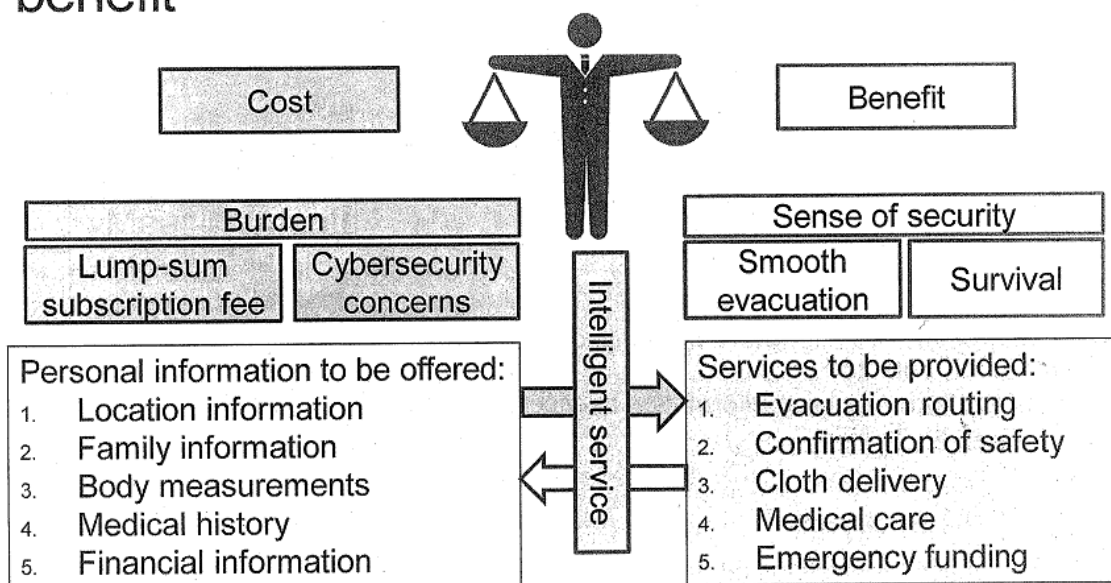 benefit
Cost
Benefit
Burden
Lump-sum
subscription fee
Cybersecurity
concerns
Sense of security
Smooth
evacuation
Survival
Intelligent service
Personal information to be offered:
1. Location information
2. Family information
3. Body measurements
4. Medical history
5. Financial information
Services to be provided:
1. Evacuation routing
2. Confirmation of safety
3. Cloth delivery
4. Medical care
5. Emergency funding